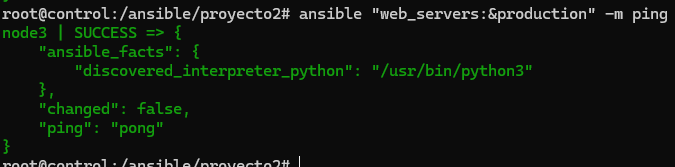 root@control:/ansible/proyecto2# ansible "web_servers:&production" -m ping
node3 | SUCCESS => {
    "ansible_facts": {
        "discovered_interpreter_python": "/usr/bin/python3"
    },
    "changed": false,
    "ping": "pong"
}
root@control:/ansible/proyecto2#